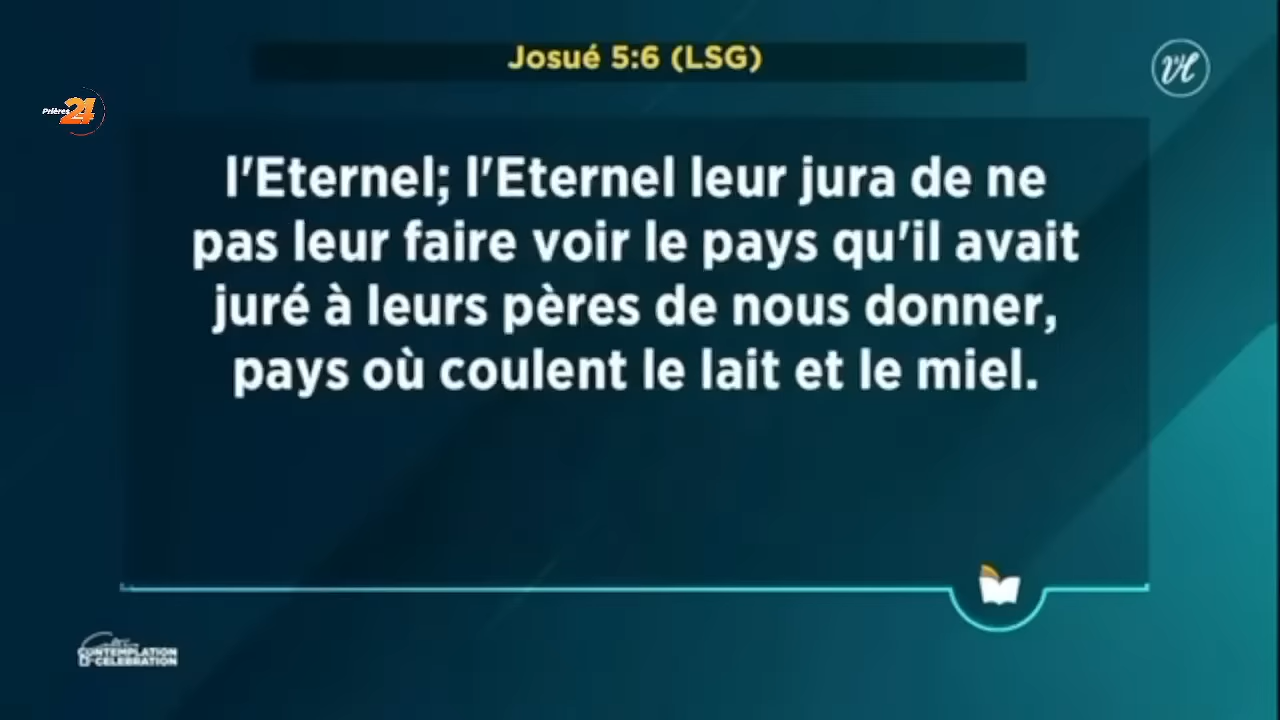 Josué 5:6 (LSG)
Prières 24
l'Eternel; l'Eternel leur jura de ne
pas leur faire voir le pays qu'il avait
juré à leurs pères de nous donner,
pays où coulent le lait et le miel.
CONTEMPLATION
CELEBRATION